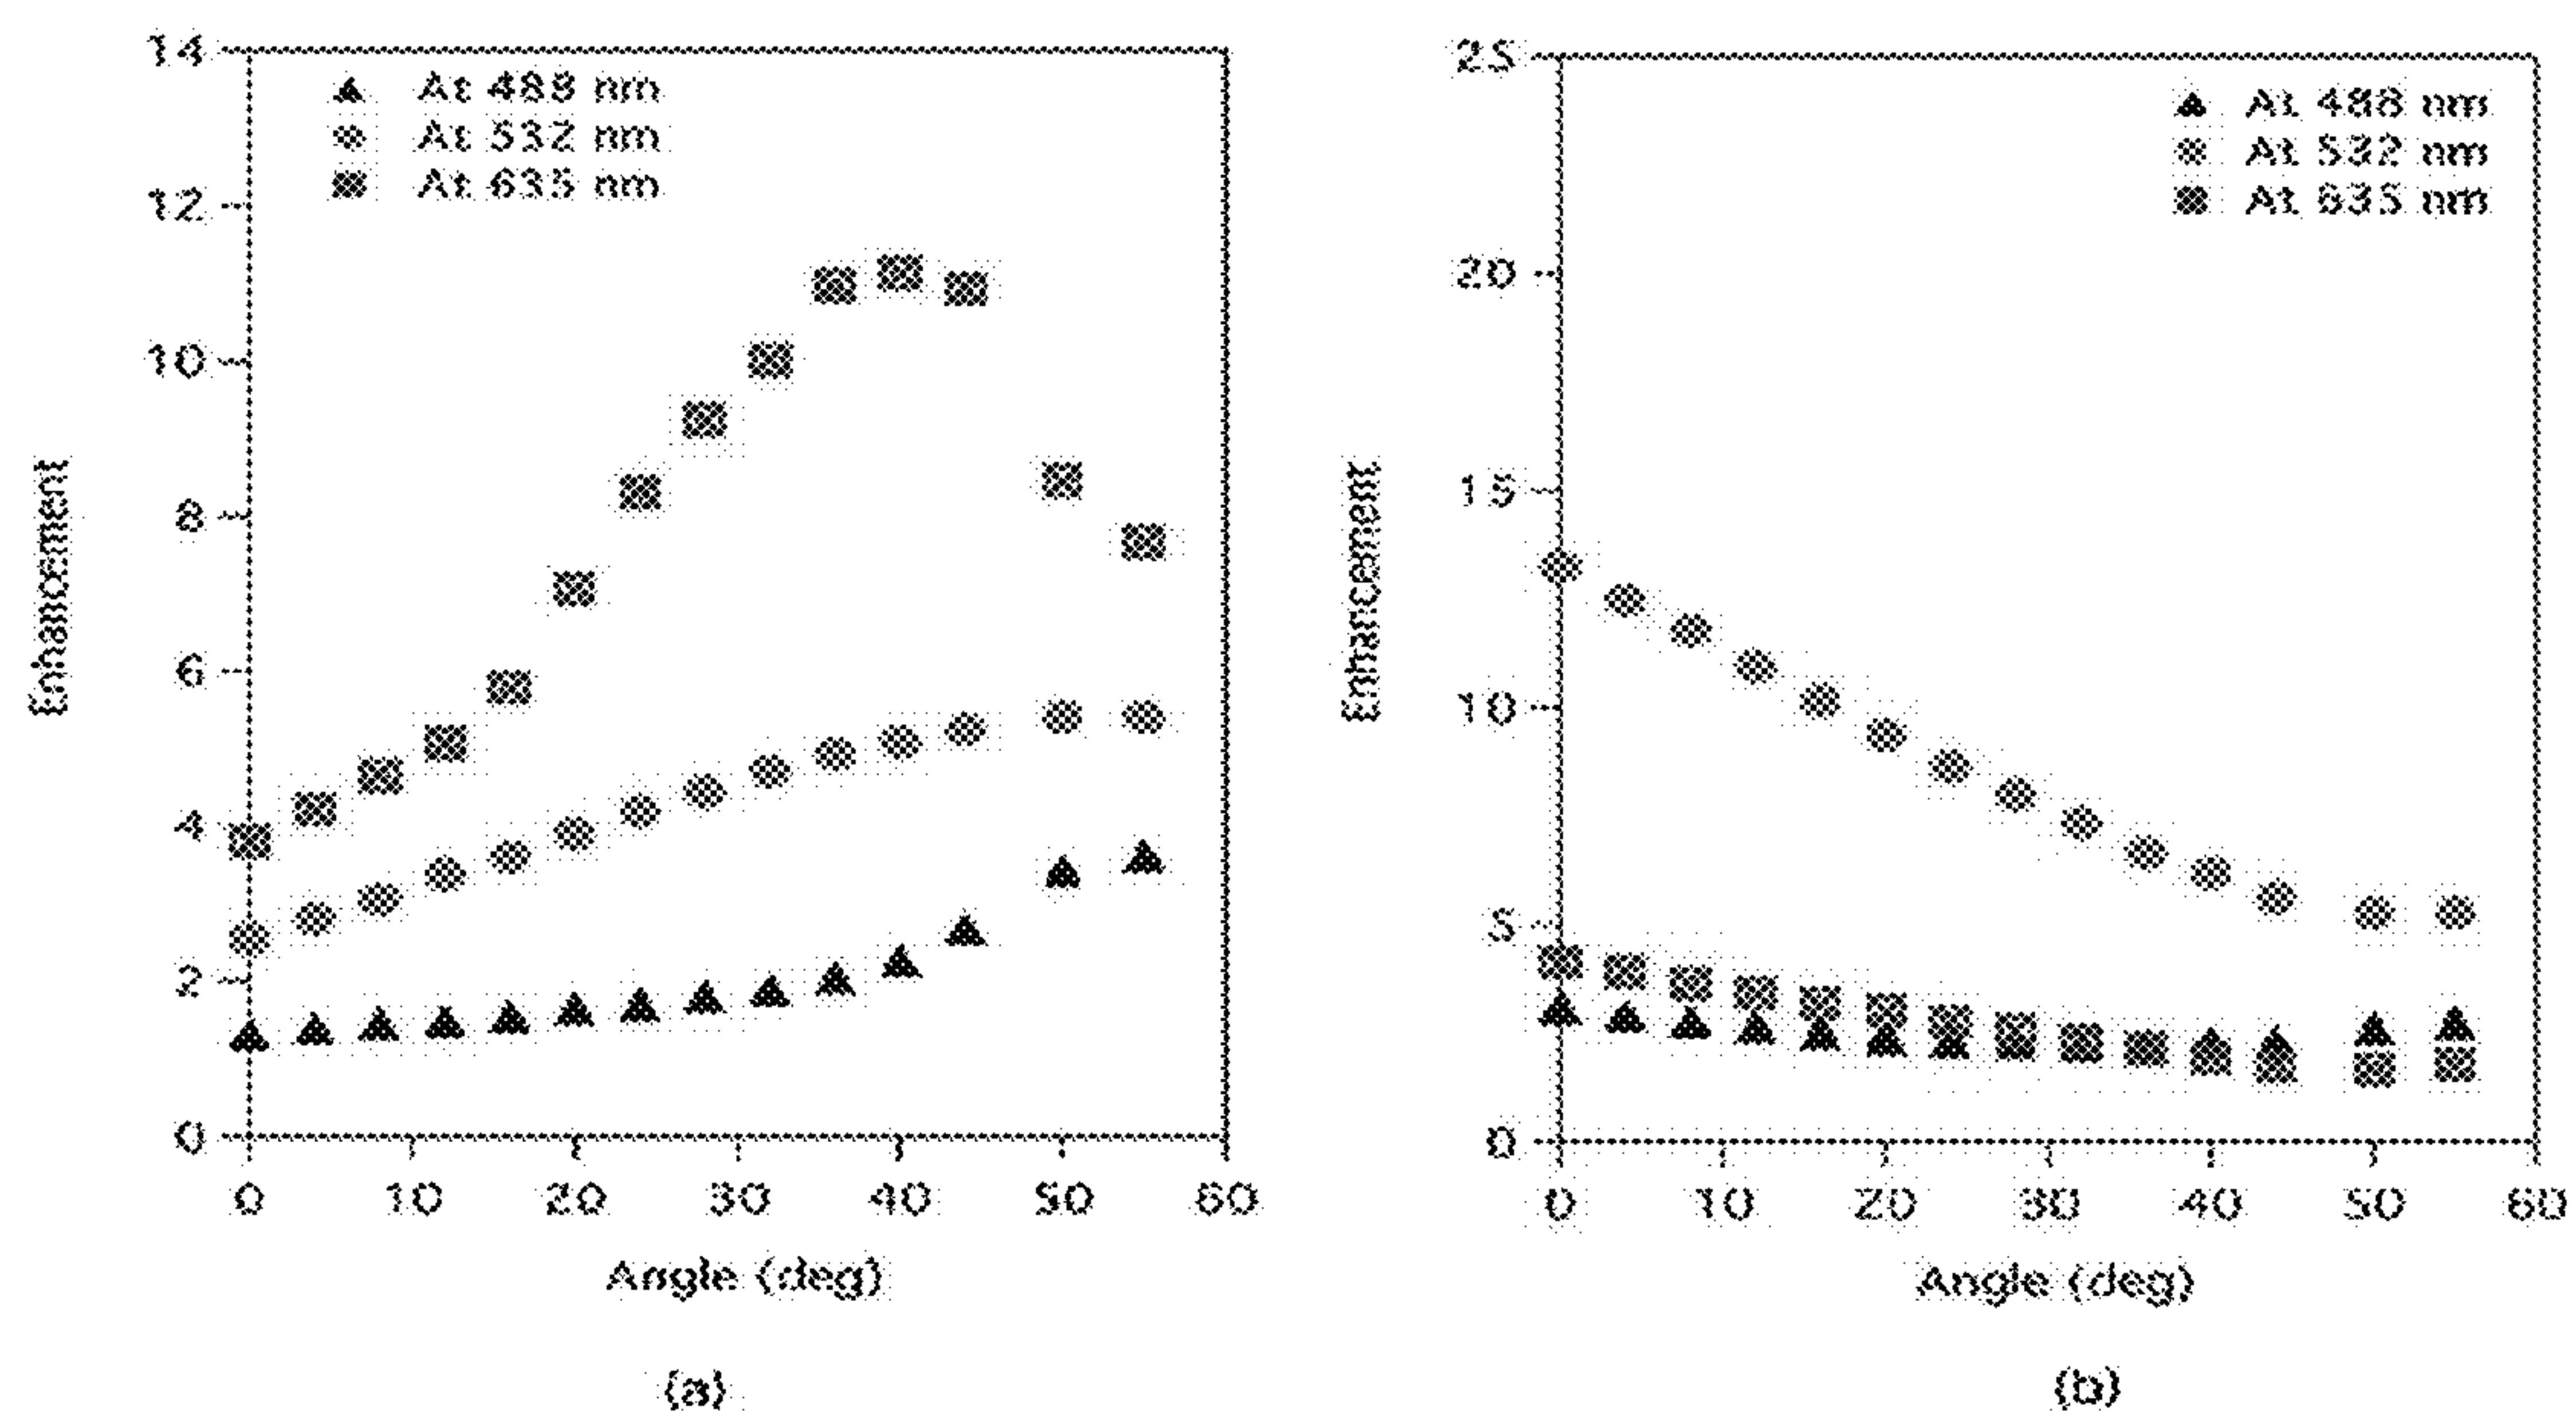 14
12
10
8
6
4
2
0
Enhancement
At 488 nm
At 532 nm
At 635 nm
0 10 20 30 40 50 60
Angle (deg)
(a)
25
20
15
10
5
0
Enhancement
At 488 nm
At 532 nm
At 635 nm
0 10 20 30 40 50 60
Angle (deg)
(b)